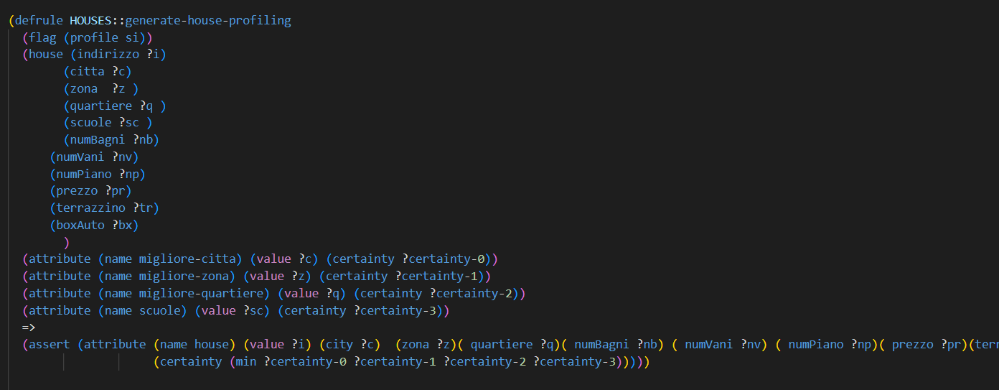 (defrule HOUSES::generate-house-profiling
(flag (profile si))
(house (indirizzo ?i)
(citta ?c)
(zona  ?z )
(quartiere ?q )
(scuole ?sc )
(numBagni ?nb)
(numVani ?nv)
(numPiano ?np)
(prezzo ?pr)
(terrazzino ?tr)
(boxAuto ?bx)
)
(attribute (name migliore-citta) (value ?c) (certainty ?certainty-0))
(attribute (name migliore-zona) (value ?z) (certainty ?certainty-1))
(attribute (name migliore-quartiere) (value ?q) (certainty ?certainty-2))
(attribute (name scuole) (value ?sc) (certainty ?certainty-3))
=>
(assert (attribute (name house) (value ?i) (city ?c)  (zona ?z)( quartiere ?q)( numBagni ?nb) ( numVani ?nv) ( numPiano ?np)( prezzo ?pr)(terr
(certainty (min ?certainty-0 ?certainty-1 ?certainty-2 ?certainty-3)))))